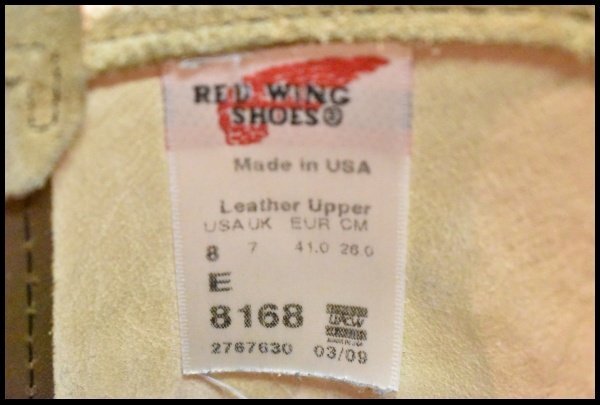 RED WING
SHOES®
Made in USA
Leather Upper
USA UK EUR CM
8 7 41.0 26.0
E
8168
UFCW
2767630 03/09